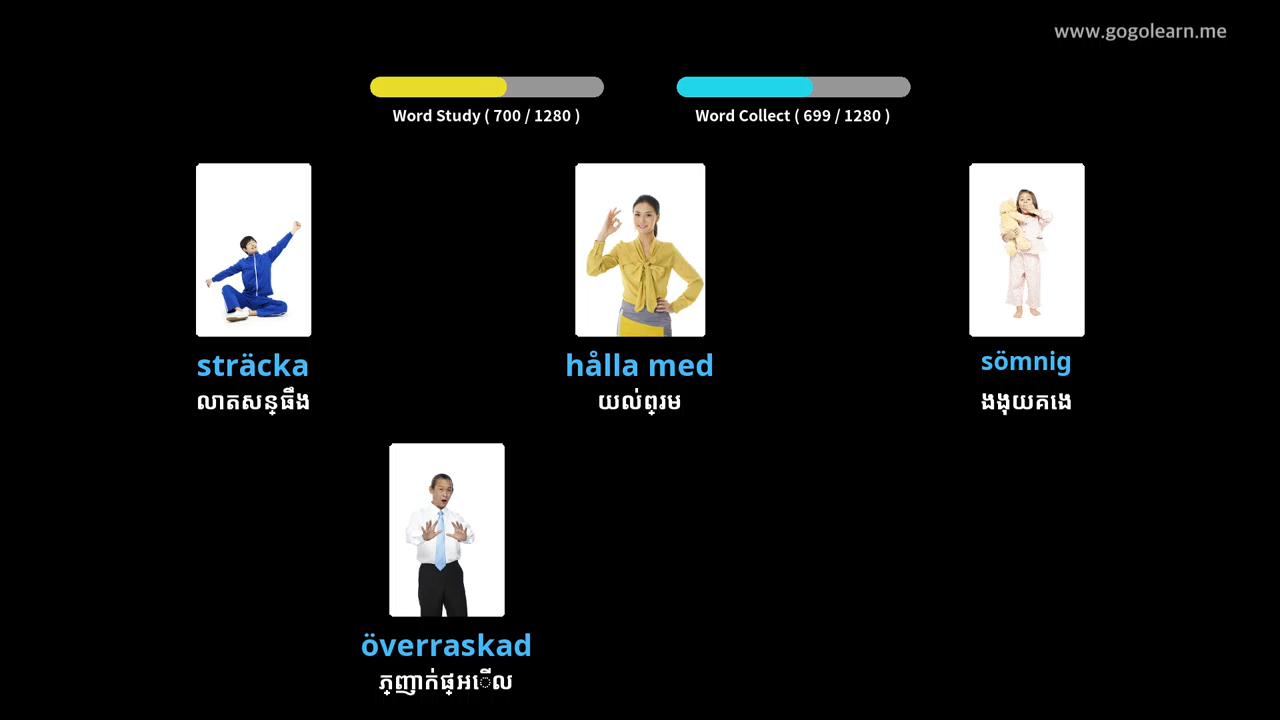 www.gogolearn.me
Word Study ( 700 / 1280 )
Word Collect ( 699 / 1280 )
sträcka
លាតសន្ធឹង
hålla med
យល់ព្រម
sömnig
ងងុយគេង
överraskad
ភ្ញាក់ផ្អើល